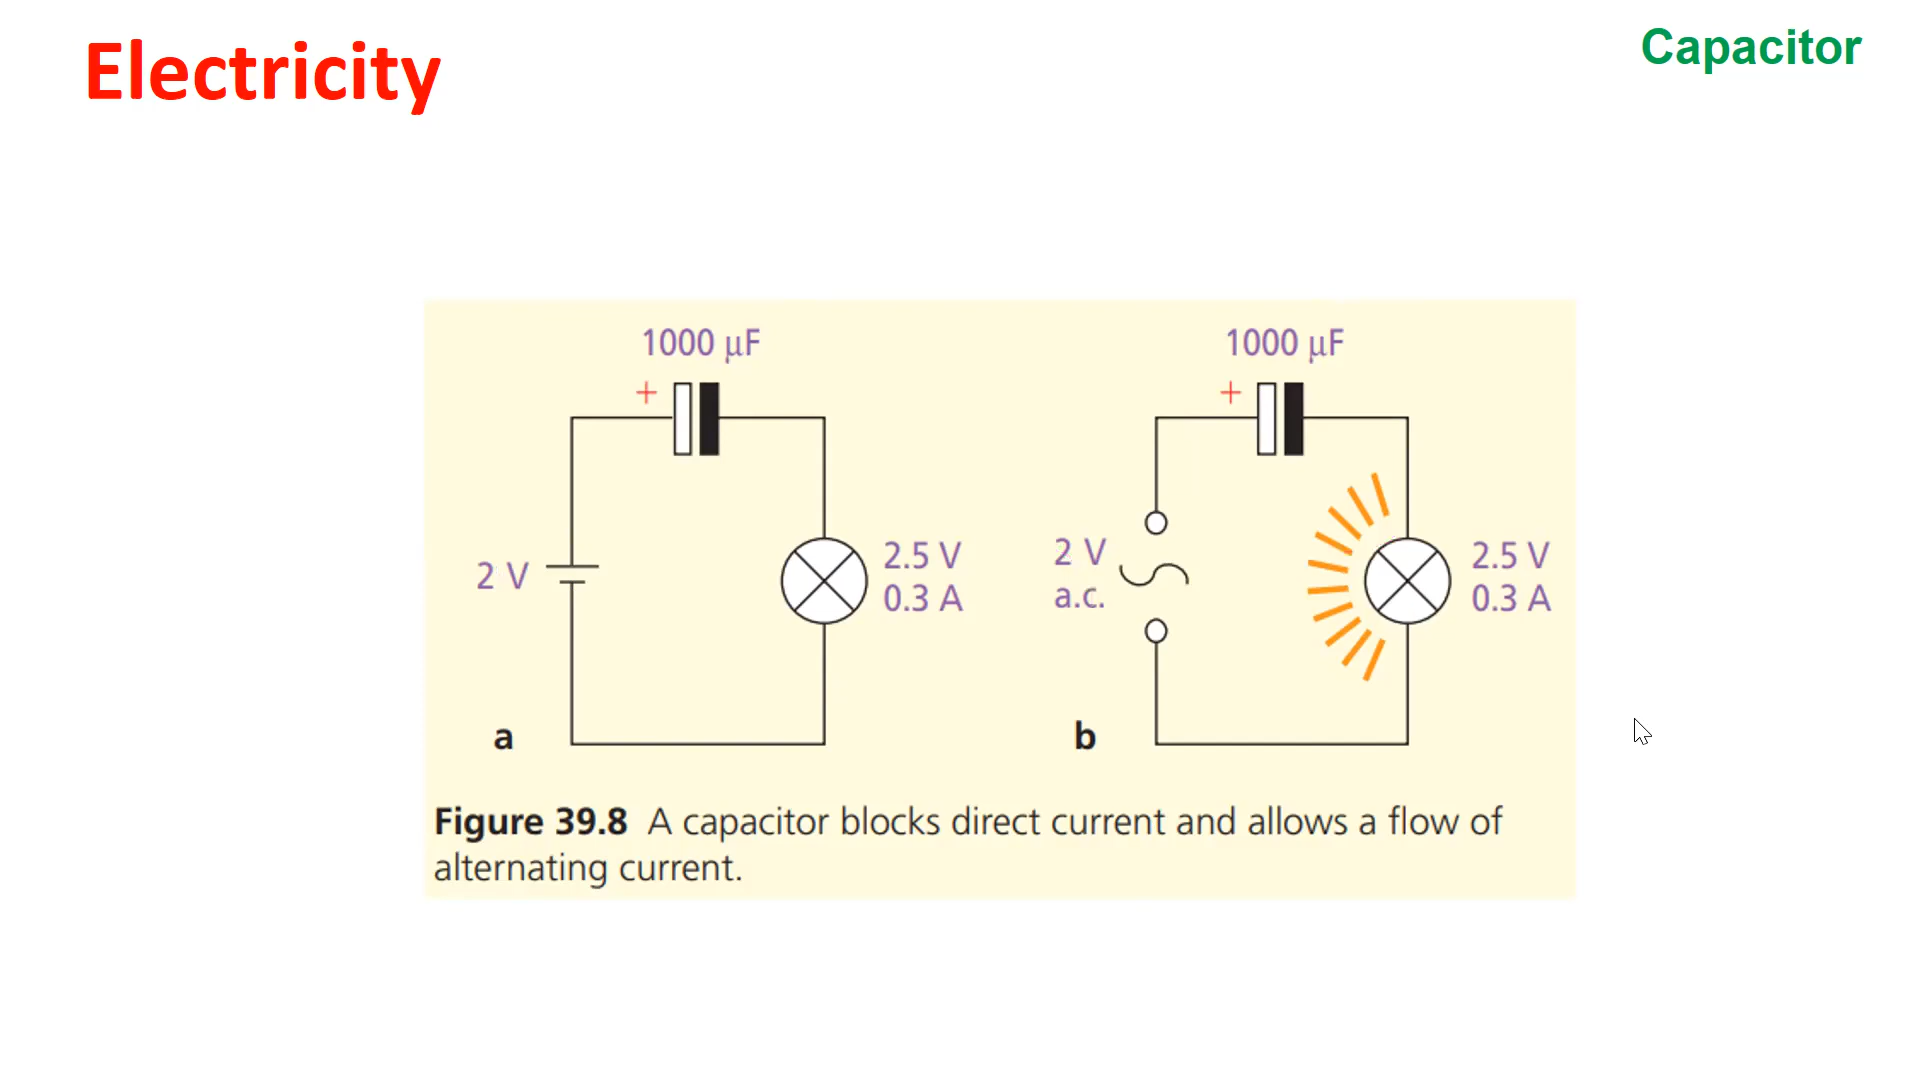 Electricity
Capacitor
1000 µF
+
2 V
2.5 V
0.3 A
a
1000 µF
+
2 V
a.c.
2.5 V
0.3 A
b
Figure 39.8 A capacitor blocks direct current and allows a flow of
alternating current.